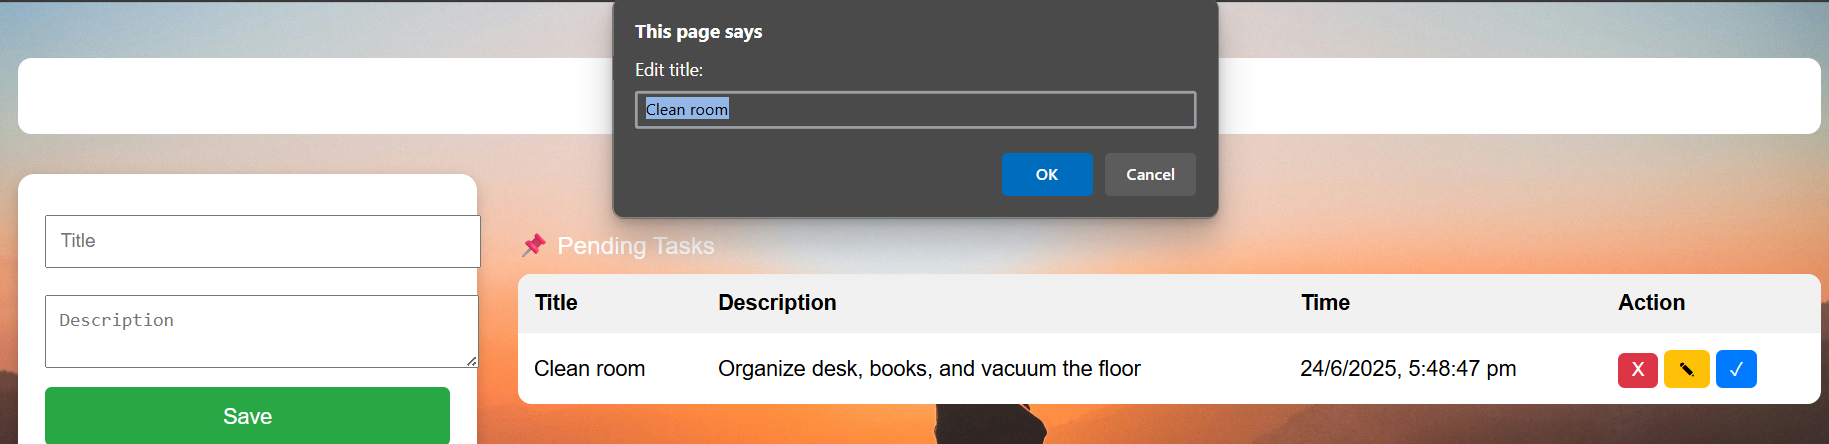 This page says
Edit title:
Clean room
OK Cancel
Title
Description
Save
📌 Pending Tasks
Title Description Time Action
Clean room Organize desk, books, and vacuum the floor 24/6/2025, 5:48:47 pm X ✏ ✓